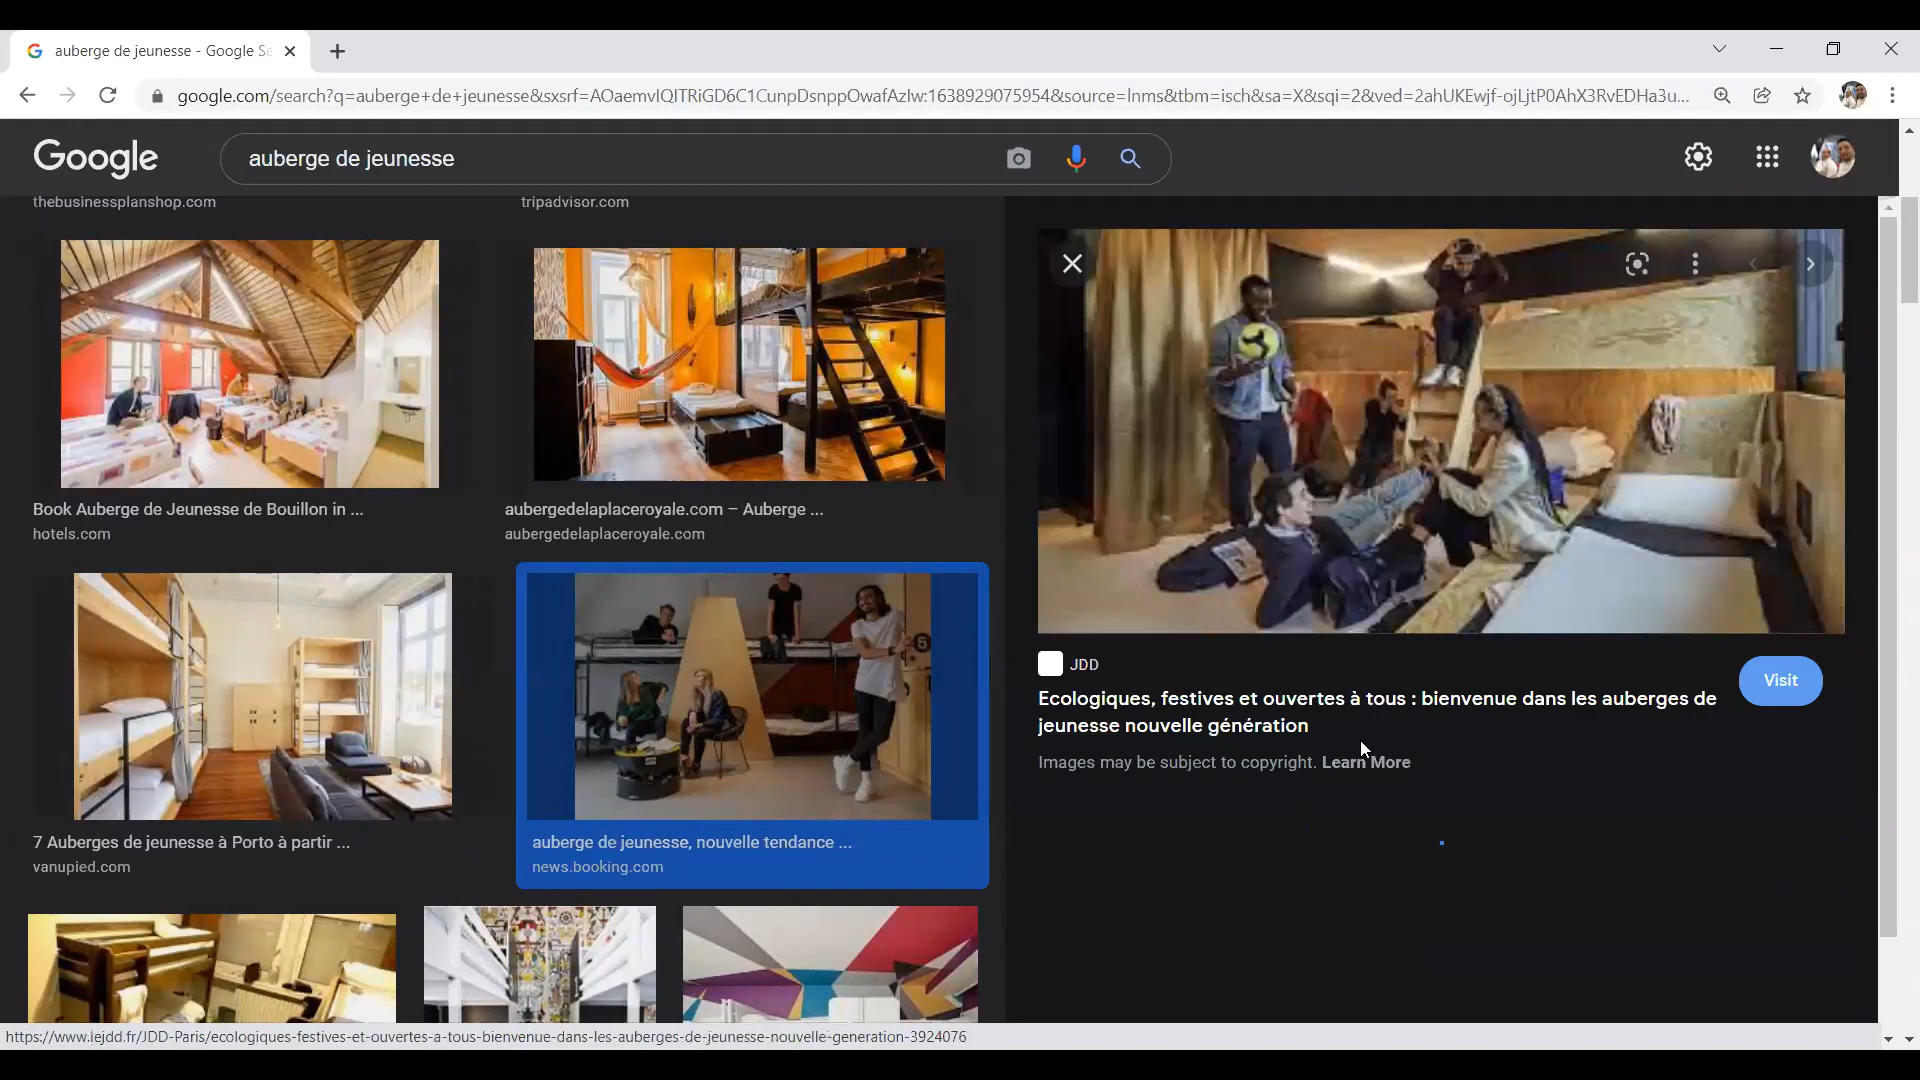 auberge de jeunesse - Google Se
google.com/search?q=auberge+de+jeunesse&sxsrf=AOaemvIQITRiGD6C1CunpDsnppOwafAzIw:1638929075954&source=lnms&tbm=isch&sa=X&sqi=2&ved=2ahUKEwjf-ojLjtP0AhX3RvEDHa3u...
Google
auberge de jeunesse
thebusinessplanshop.com
tripadvisor.com
Book Auberge de Jeunesse de Bouillon in ...
hotels.com
aubergedelaplaceroyale.com – Auberge ...
aubergedelaplaceroyale.com
7 Auberges de jeunesse à Porto à partir ...
vanupied.com
auberge de jeunesse, nouvelle tendance ...
news.booking.com
JDD
Ecologiques, festives et ouvertes à tous : bienvenue dans les auberges de
jeunesse nouvelle génération
Visit
Images may be subject to copyright. Learn More
https://www.lejdd.fr/JDD-Paris/ecologiques-festives-et-ouvertes-a-tous-bienvenue-dans-les-auberges-de-jeunesse-nouvelle-generation-3924076